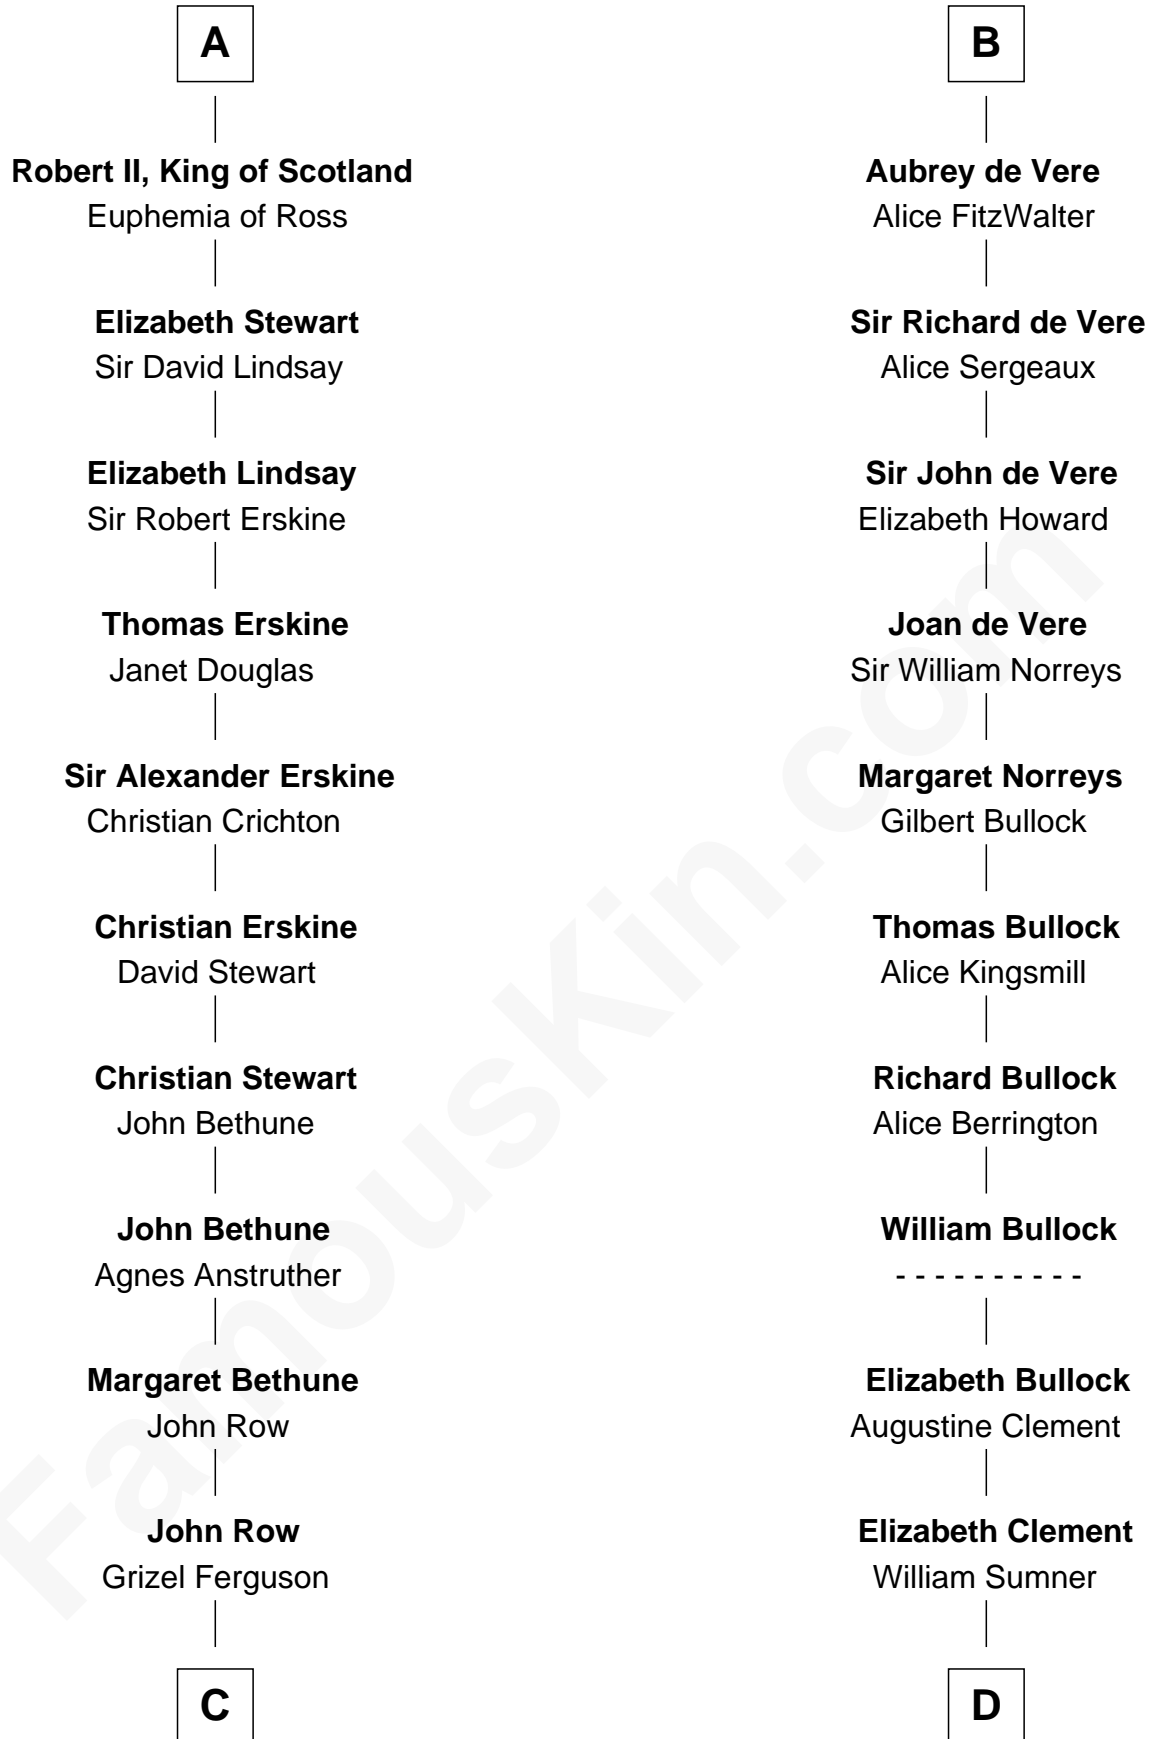 A
Robert II, King of Scotland
Euphemia of Ross
Elizabeth Stewart
Sir David Lindsay
Elizabeth Lindsay
Sir Robert Erskine
Thomas Erskine
Janet Douglas
Sir Alexander Erskine
Christian Crichton
Christian Erskine
David Stewart
Christian Stewart
John Bethune
John Bethune
Agnes Anstruther
Margaret Bethune
John Row
John Row
Grizel Ferguson
C
B
Aubrey de Vere
Alice FitzWalter
Sir Richard de Vere
Alice Sergeaux
Sir John de Vere
Elizabeth Howard
Joan de Vere
Sir William Norreys
Margaret Norreys
Gilbert Bullock
Thomas Bullock
Alice Kingsmill
Richard Bullock
Alice Berrington
William Bullock
- - - - - - - - - -
Elizabeth Bullock
Augustine Clement
Elizabeth Clement
William Sumner
D
FamousKin.com